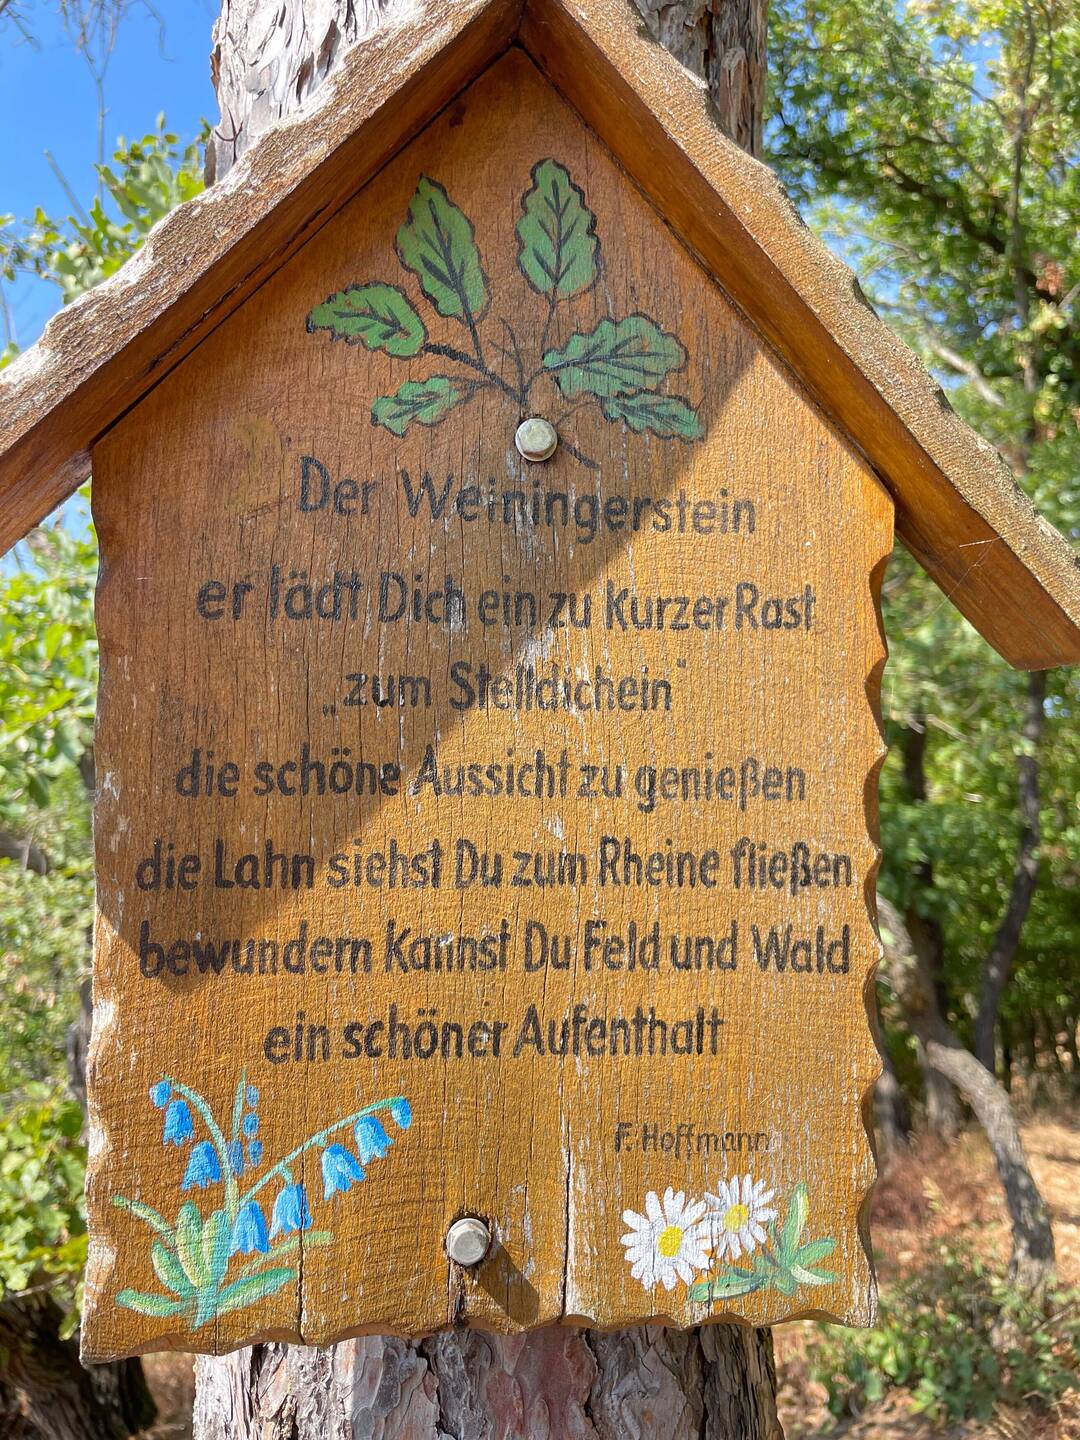 Der Weiningerstein
er lädt Dich ein zu kurzer Rast
„zum Stelldichein"
die schöne Aussicht zu genießen
die Lahn siehst Du zum Rheine fließen
bewundern kannst Du Feld und Wald
ein schöner Aufenthalt
F. Hoffmann